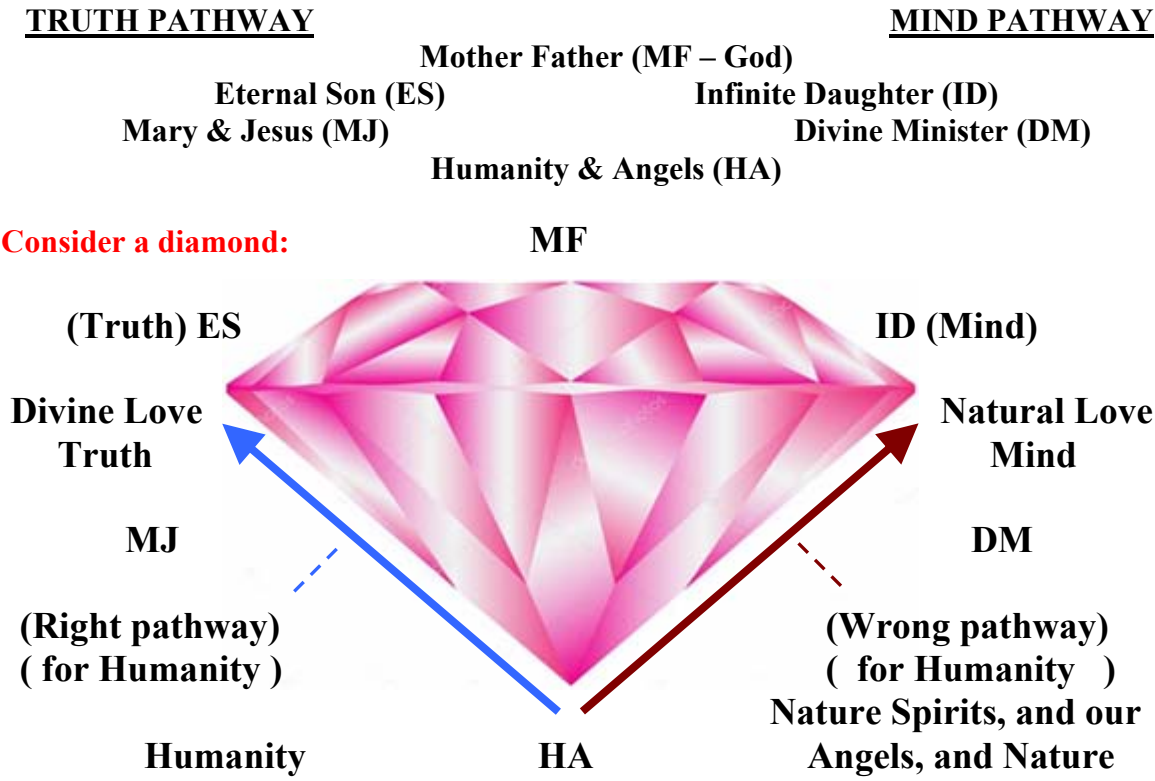 TRUTH PATHWAY MIND PATHWAY
Mother Father (MF – God)
Eternal Son (ES) Infinite Daughter (ID)
Mary & Jesus (MJ) Divine Minister (DM)
Humanity & Angels (HA)
Consider a diamond: MF
(Truth) ES ID (Mind)
Divine Love Natural Love
Truth Mind
MJ DM
(Right pathway) (Wrong pathway)
( for Humanity ) ( for Humanity )
Nature Spirits, and our
Humanity HA Angels, and Nature